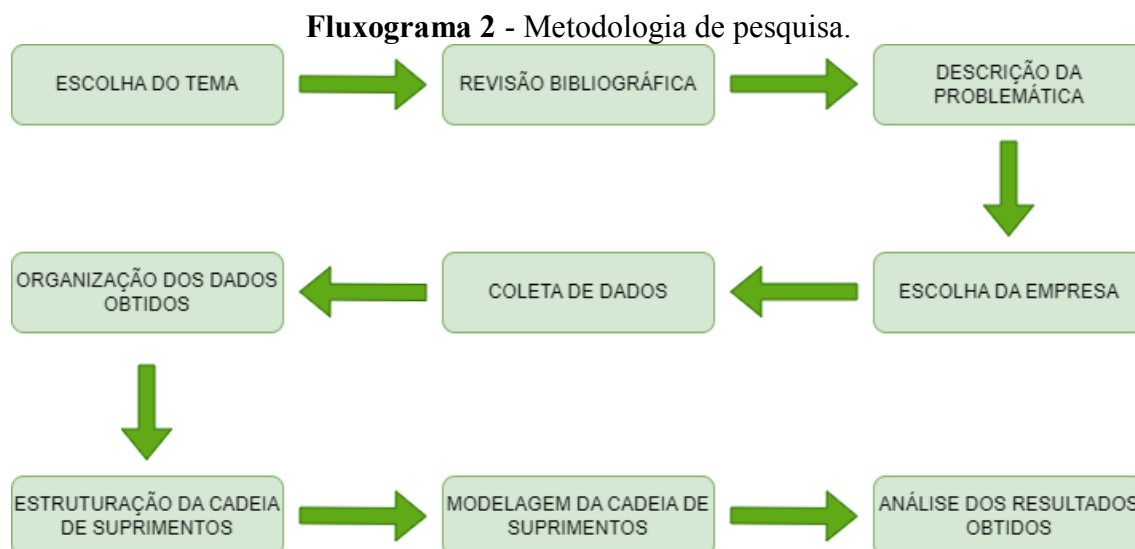 Fluxograma 2 - Metodologia de pesquisa.
ESCOLHA DO TEMA
REVISÃO BIBLIOGRÁFICA
DESCRIÇÃO DA
PROBLEMÁTICA
ESCOLHA DA EMPRESA
COLETA DE DADOS
ORGANIZAÇÃO DOS DADOS
OBTIDOS
ESTRUTURAÇÃO DA CADEIA
DE SUPRIMENTOS
MODELAGEM DA CADEIA DE
SUPRIMENTOS
ANÁLISE DOS RESULTADOS
OBTIDOS